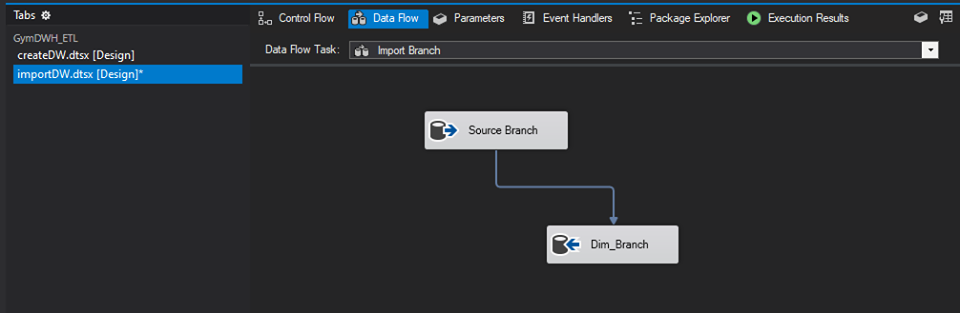 Tabs
GymDWH_ETL
createDW.dtsx [Design]
importDW.dtsx [Design]*
Control Flow Data Flow Parameters Event Handlers Package Explorer Execution Results
Data Flow Task: Import Branch
Source Branch
Dim_Branch